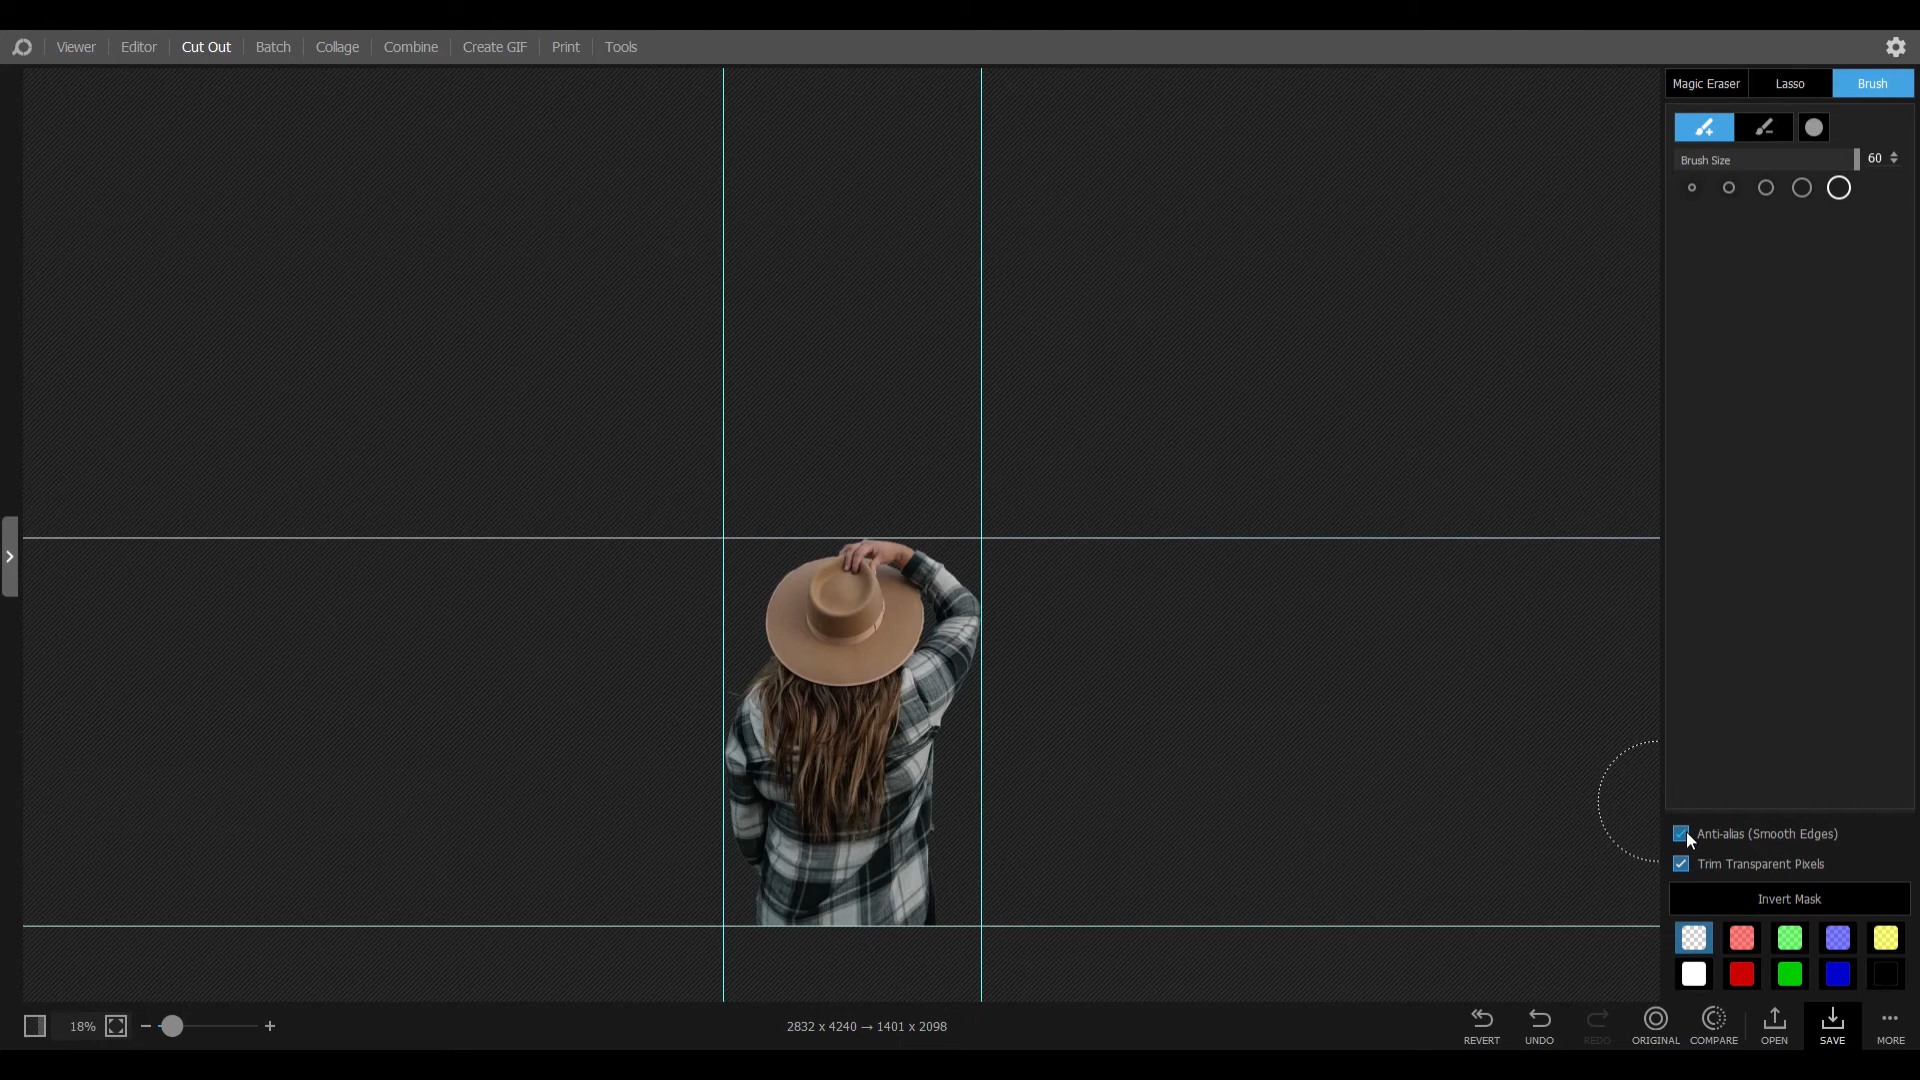 Viewer
Editor
Cut Out
Batch
Collage
Combine
Create GIF
Print
Tools
Magic Eraser
Lasso
Brush
Brush Size
60
Anti-alias (Smooth Edges)
Trim Transparent Pixels
Invert Mask
18%
2832 x 4240 → 1401 x 2098
REVERT
UNDO
REDO
ORIGINAL
COMPARE
OPEN
SAVE
MORE